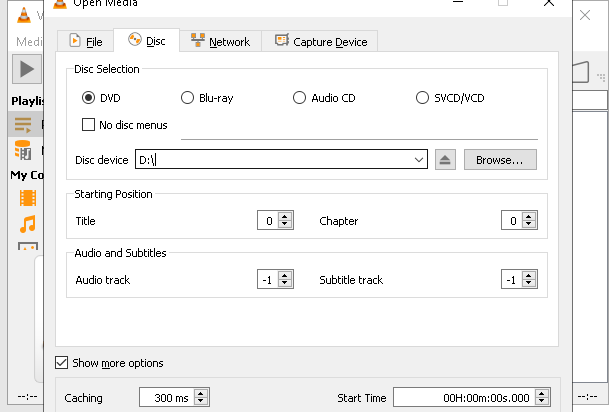 Open Media
Medi
File
Disc
Network
Capture Device
Disc Selection
DVD
Blu-ray
Audio CD
SVCD/VCD
No disc menus
Playlis
Disc device
D:\
Browse...
My Co
Starting Position
Title
0
Chapter
0
Audio and Subtitles
Audio track
-1
Subtitle track
-1
Show more options
--:--
Caching
300 ms
Start Time
00H:00m:00s.000
--:--